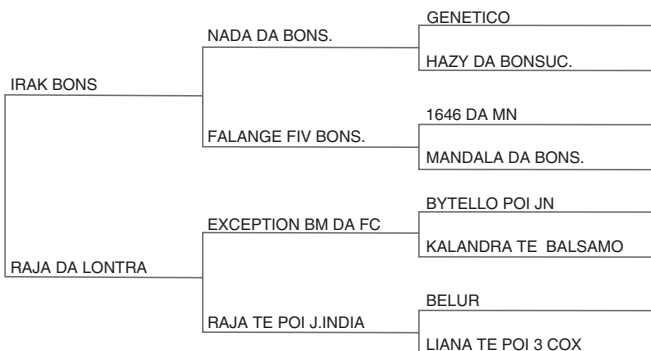 GENETICO
NADA DA BONS.
HAZY DA BONSUC.
IRAK BONS
1646 DA MN
FALANGE FIV BONS.
MANDALA DA BONS.
BYTELLO POI JN
EXCEPTION BM DA FC
KALANDRA TE BALSAMO
RAJA DA LONTRA
BELUR
RAJA TE POI J.INDIA
LIANA TE POI 3 COX